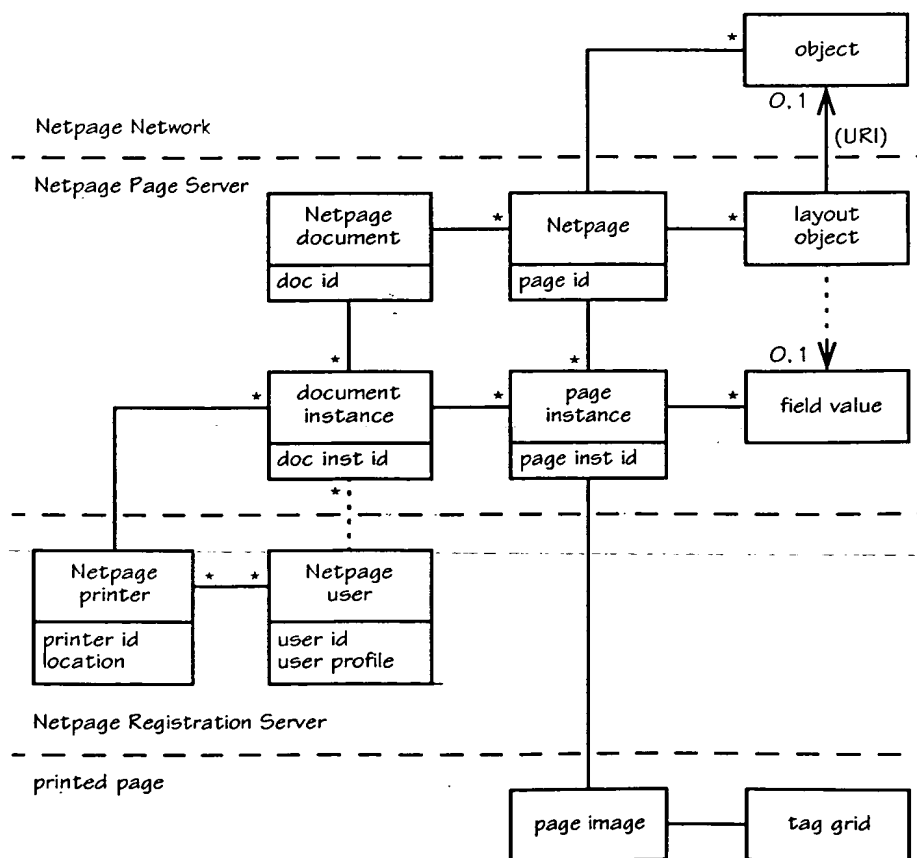 *
object
O.1
Netpage Network
(URI)
Netpage Page Server
Netpage
document
*
Netpage
*
layout
object
doc id
page id
*
*
O.1
*
document
instance
*
page
instance
*
field value
doc inst id
page inst id
*
Netpage
printer
*
*
Netpage
user
printer id
location
user id
user profile
Netpage Registration Server
printed page
page image
tag grid